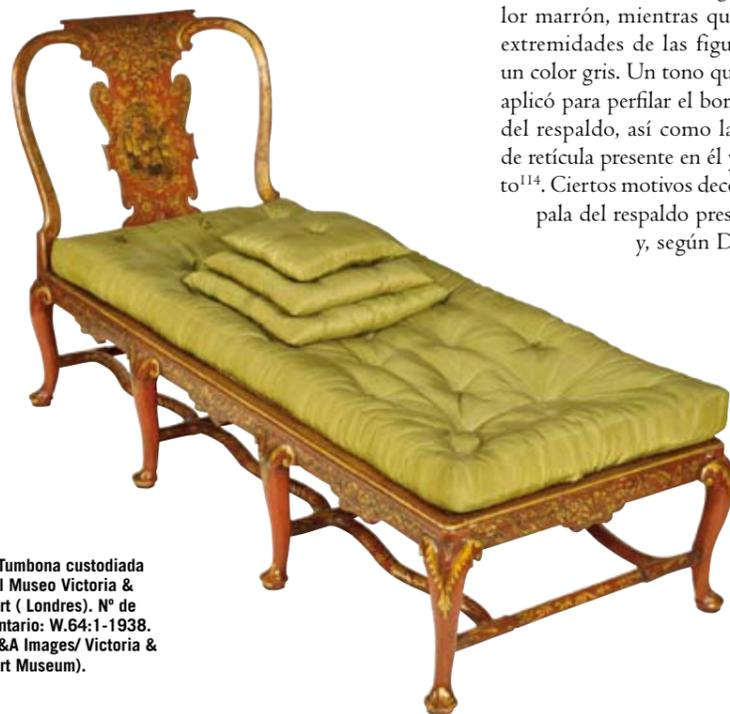 lor marrón, mientras qu
extremidades de las figu
un color gris. Un tono qu
aplicó para perfilar el bor
del respaldo, así como la
de retícula presente en él y
to¹¹⁴. Ciertos motivos deco
pala del respaldo pres
y, según D
Tumbona custodiada
l Museo Victoria &
rt ( Londres). Nº de
ntario: W.64:1-1938.
&A Images/ Victoria &
rt Museum).